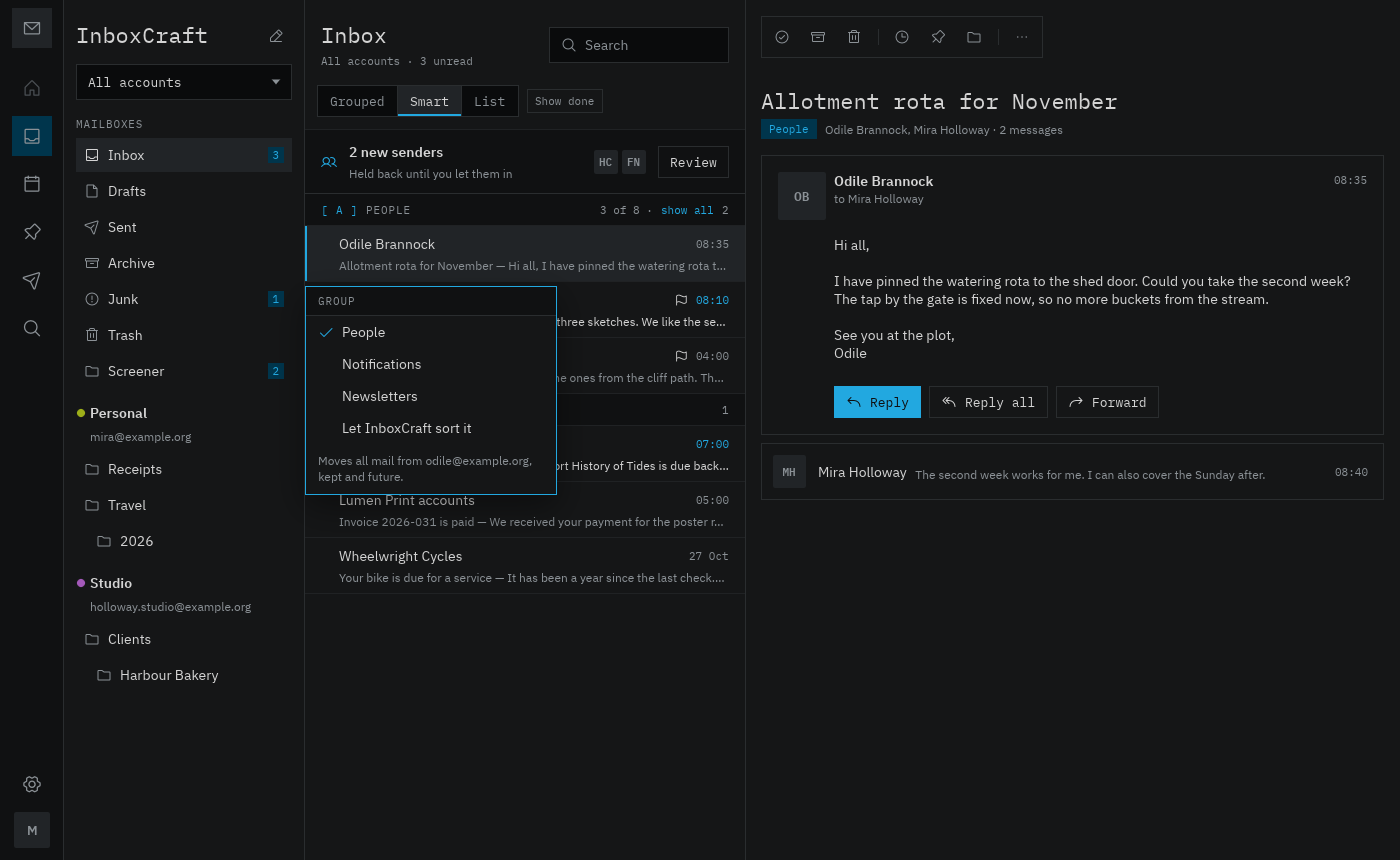 InboxCraft
All accounts
MAILBOXES
Inbox 3
Drafts
Sent
Archive
Junk 1
Trash
Screener 2
Personal
mira@example.org
Receipts
Travel
2026
Studio
holloway.studio@example.org
Clients
Harbour Bakery
M
Inbox
All accounts · 3 unread
Search
Grouped Smart List Show done
2 new senders
Held back until you let them in
HC FN Review
[ A ] PEOPLE 3 of 8 · show all 2
Odile Brannock 08:35
Allotment rota for November — Hi all, I have pinned the watering rota t…
08:10
three sketches. We like the se…
04:00
ne ones from the cliff path. Th…
1
07:00
ort History of Tides is due back…
GROUP
People
Notifications
Newsletters
Let InboxCraft sort it
Moves all mail from odile@example.org,
kept and future.
Lumen Print accounts 05:00
Invoice 2026-031 is paid — We received your payment for the poster r…
Wheelwright Cycles 27 Oct
Your bike is due for a service — It has been a year since the last check.…
Allotment rota for November
People Odile Brannock, Mira Holloway · 2 messages
OB
Odile Brannock 08:35
to Mira Holloway
Hi all,
I have pinned the watering rota to the shed door. Could you take the second week?
The tap by the gate is fixed now, so no more buckets from the stream.
See you at the plot,
Odile
Reply Reply all Forward
MH Mira Holloway The second week works for me. I can also cover the Sunday after. 08:40